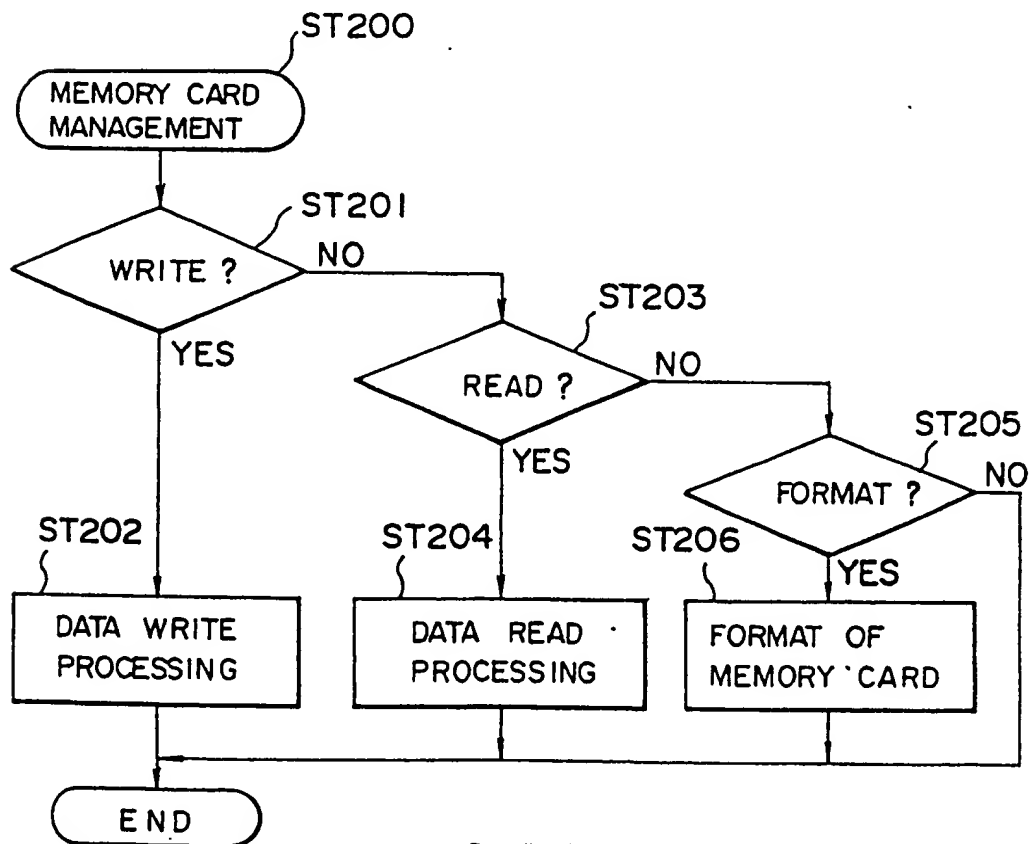 ST200
MEMORY CARD
MANAGEMENT
ST201
WRITE ?
NO
YES
ST203
READ ?
NO
YES
ST205
FORMAT ?
NO
YES
ST202
DATA WRITE
PROCESSING
ST204
DATA READ
PROCESSING
ST206
FORMAT OF
MEMORY CARD
END